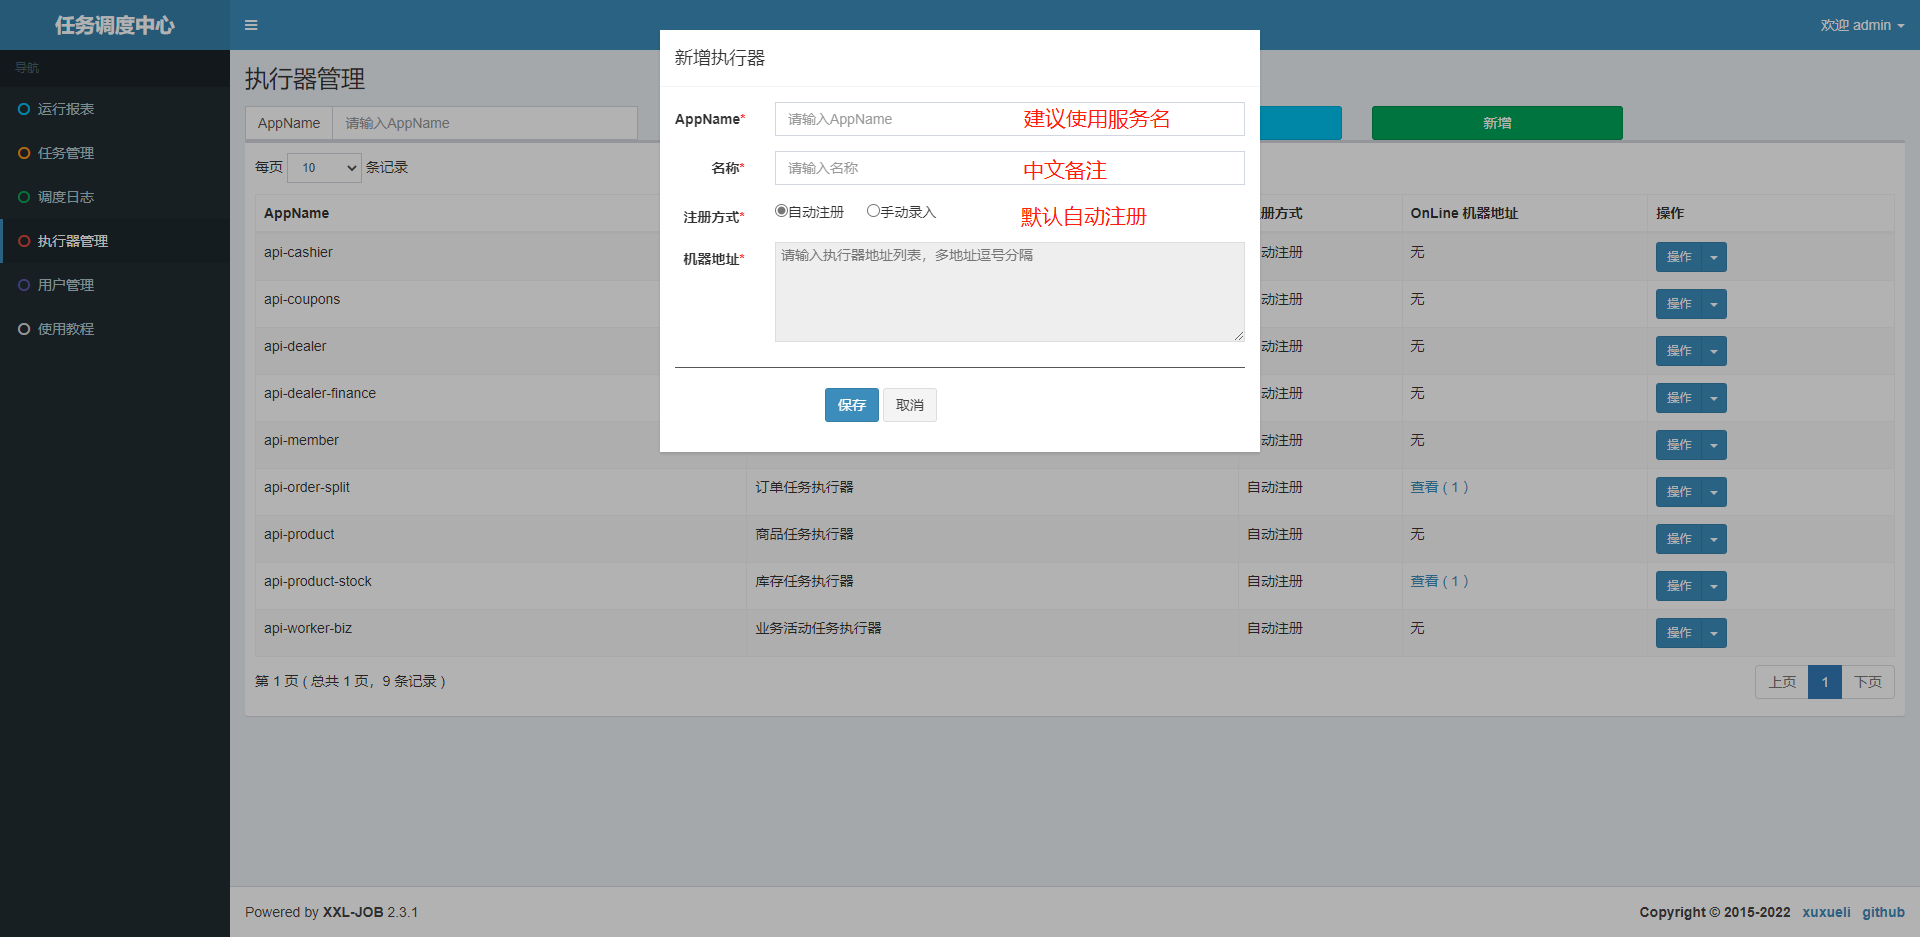 任务调度中心
欢迎 admin
导航
运行报表
任务管理
调度日志
执行器管理
用户管理
使用教程
执行器管理
AppName
请输入AppName
新增
每页 10 条记录
新增执行器
AppName*
请输入AppName
建议使用服务名
名称*
请输入名称
中文备注
注册方式*
自动注册
手动录入
默认自动注册
机器地址*
请输入执行器地址列表，多地址逗号分隔
保存
取消
AppName 册方式 OnLine 机器地址 操作
api-cashier 动注册 无 操作
api-coupons 动注册 无 操作
api-dealer 动注册 无 操作
api-dealer-finance 动注册 无 操作
api-member 动注册 无 操作
api-order-split 订单任务执行器 自动注册 查看 ( 1 ) 操作
api-product 商品任务执行器 自动注册 无 操作
api-product-stock 库存任务执行器 自动注册 查看 ( 1 ) 操作
api-worker-biz 业务活动任务执行器 自动注册 无 操作
第 1 页 ( 总共 1 页，9 条记录 )
上页 1 下页
Powered by XXL-JOB 2.3.1
Copyright © 2015-2022 xuxueli github